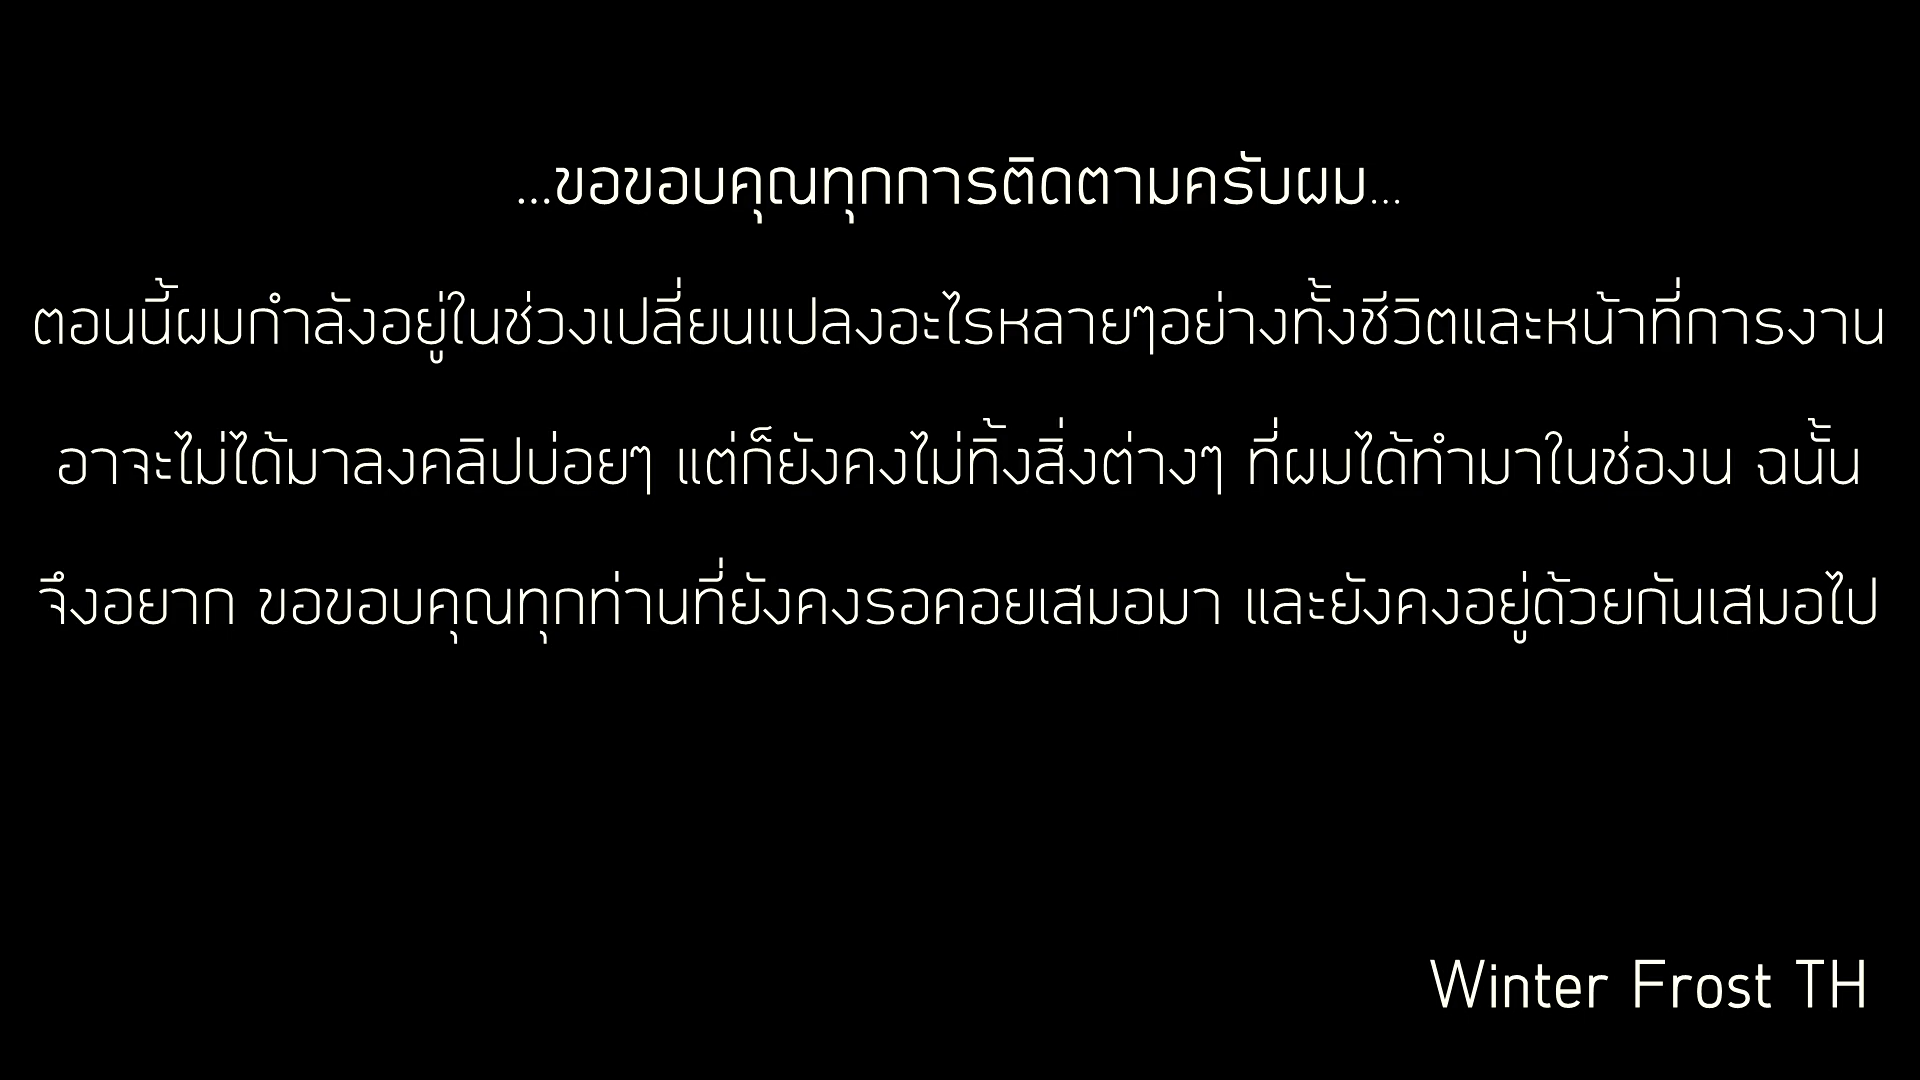 ...ขอขอบคุณทุกการติดตามครับผม...
ตอนนี้ผมกำลังอยู่ในช่วงเปลี่ยนแปลงอะไรหลายๆอย่างทั้งชีวิตและหน้าที่การงาน
อาจะไม่ได้มาลงคลิปบ่อยๆ แต่ก็ยังคงไม่ทิ้งสิ่งต่างๆ ที่ผมได้ทำมาในช่องน ฉนั้น
จึงอยาก ขอขอบคุณทุกท่านที่ยังคงรอคอยเสมอมา และยังคงอยู่ด้วยกันเสมอไป
Winter Frost TH